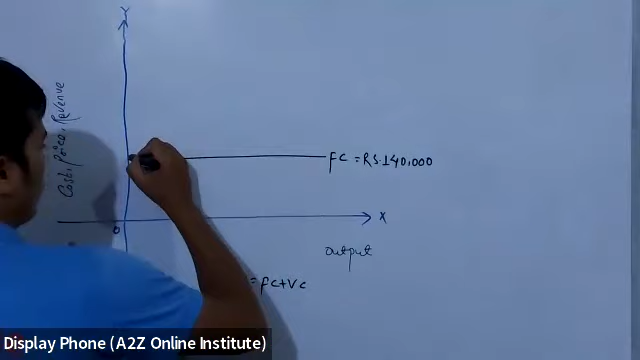 Y
Cost, Price, Revenue
FC = RS.140,000
X
0
output
= FC+VC
Display Phone (A2Z Online Institute)